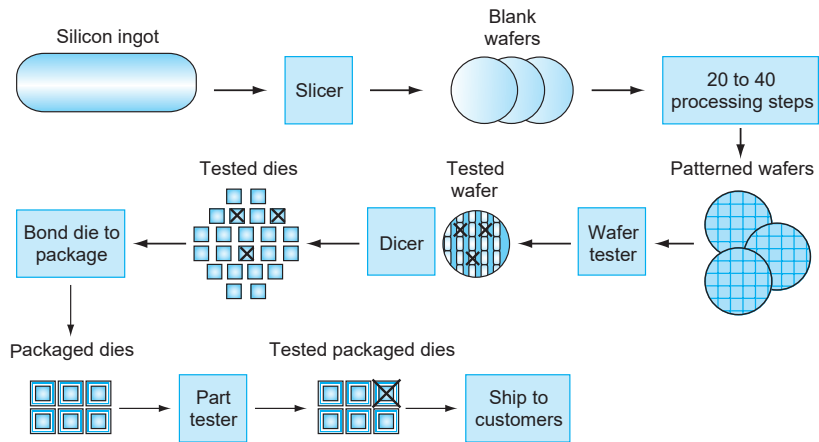 Silicon ingot
Slicer
Blank
wafers
20 to 40
processing steps
Tested dies
Tested
wafer
Patterned wafers
Bond die to
package
Dicer
Wafer
tester
Packaged dies
Tested packaged dies
Part
tester
Ship to
customers